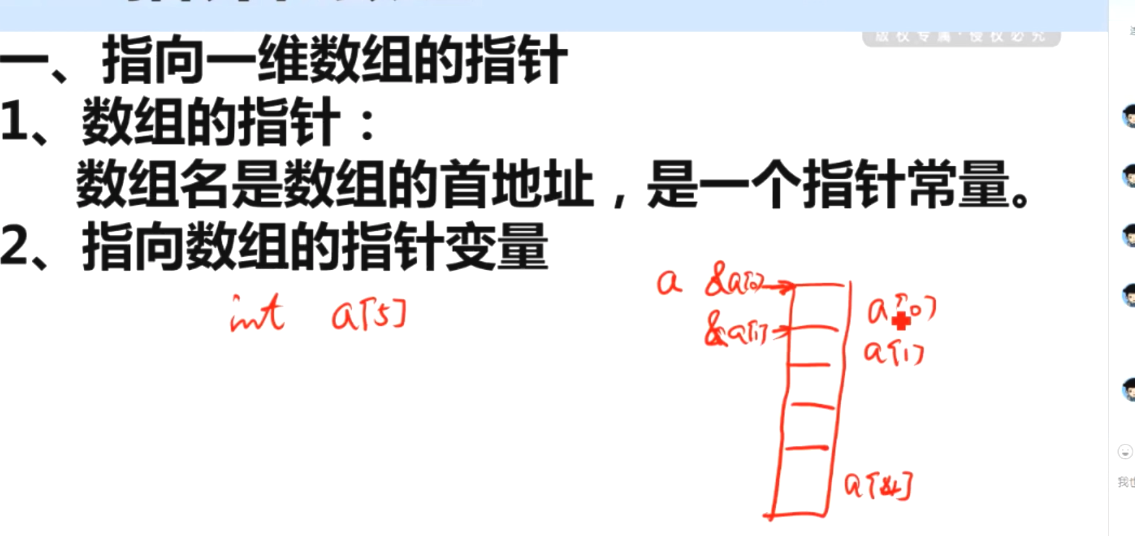 版权专属·侵权必究
一、指向一维数组的指针
1、数组的指针：
数组名是数组的首地址，是一个指针常量。
2、指向数组的指针变量
int a[5]
a &a[0] a[0]
&a[1] a[1]
a[4]
我也